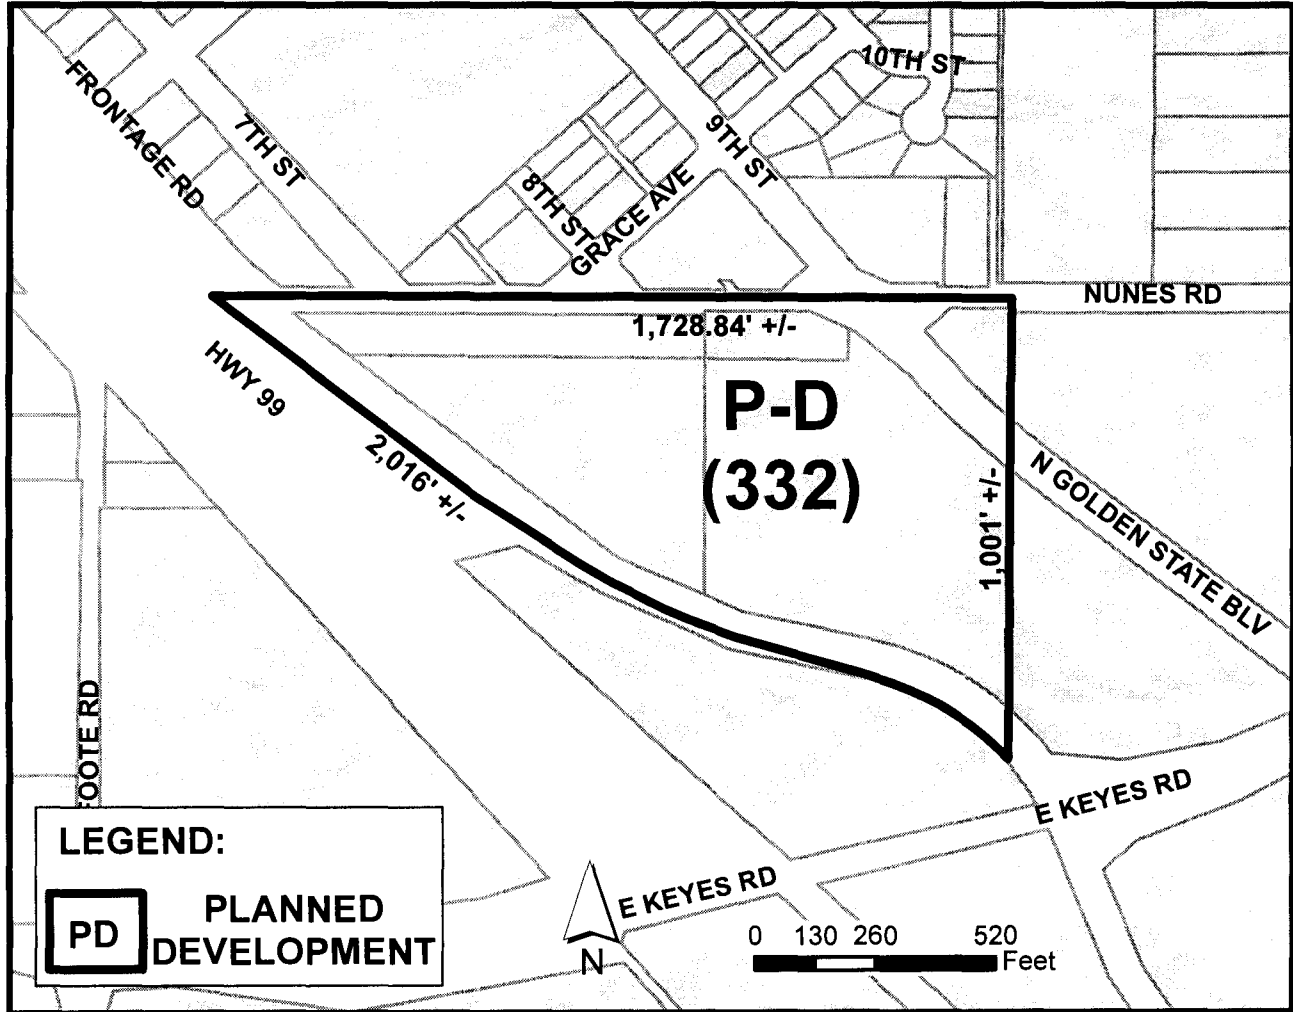 10TH ST
FRONTAGE RD
7TH ST
9TH ST
8TH ST
GRACE AVE
NUNES RD
1,728.84' +/-
HWY 99
P-D
(332)
2,016' +/-
1,001' +/-
N GOLDEN STATE BLV
FOOTE RD
E KEYES RD
E KEYES RD
LEGEND:
PD
PLANNED
DEVELOPMENT
N
0 130 260 520
Feet